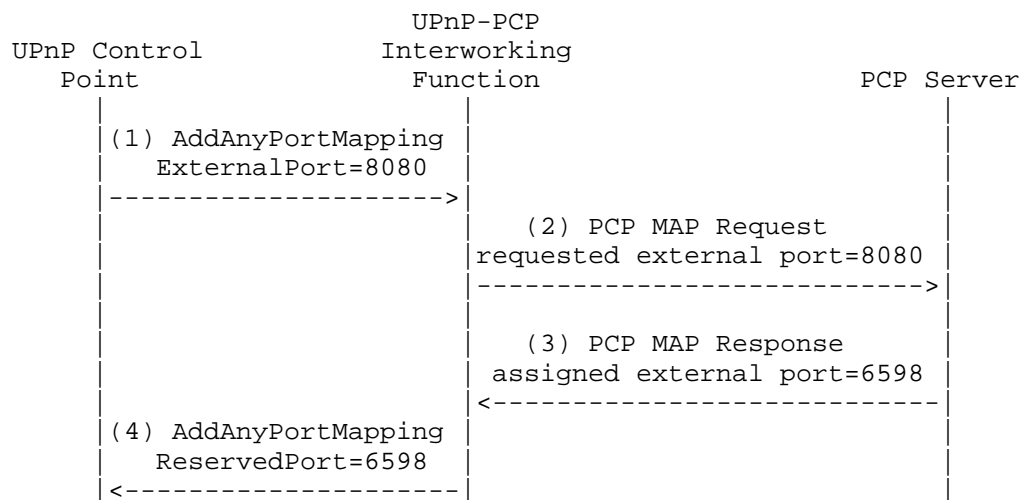 UPnP-PCP
UPnP Control Interworking
Point Function PCP Server
(1) AddAnyPortMapping
ExternalPort=8080
(2) PCP MAP Request
requested external port=8080
(3) PCP MAP Response
assigned external port=6598
(4) AddAnyPortMapping
ReservedPort=6598